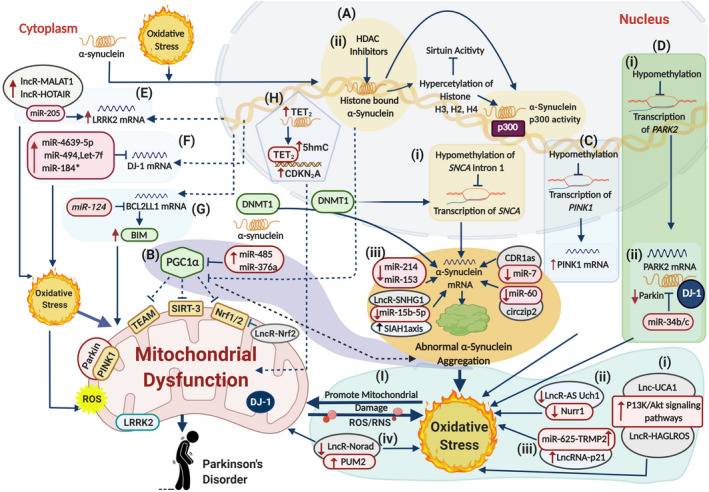 Cytoplasm
Oxidative
Stress
α-synuclein
(A)
(ii)
HDAC
Inhibitors
Histone bound
α-Synuclein
Sirtuin Acitivty
Hypercetylation of
Histone
H3, H2, H4
α-Synuclein
p300 activity
p300
Nucleus
(D)
(i)
Hypomethylation
Transcription
of PARK2
lncR-MALAT1
lncR-HOTAIR
miR-205
(E)
LRRK2 mRNA
miR-4639-5p
miR-494,Let-7f
miR-184*
(F)
DJ-1 mRNA
miR-124
BCL2LL1 mRNA
(G)
BIM
(H)
TET2
TET2
5hmC
CDKN2A
DNMT1
α-synuclein
DNMT1
(i)
Hypomethylation of
SNCA Intron 1
Transcription of SNCA
(C)
Hypomethylation
Transcription of
PINK1
PINK1 mRNA
(ii)
PARK2 mRNA
Parkin
DJ-1
miR-34b/c
(B)
PGC1α
miR-485
miR-376a
TEAM
SIRT-3
Nrf1/2
LncR-Nrf2
(iii)
miR-214
miR-153
LncR-SNHG1
miR-15b-5p
SIAH1axis
α-Synuclein
mRNA
CDR1as
miR-7
miR-60
circzip2
Abnormal α-Synuclein
Aggregation
Oxidative
Stress
Parkin
PINK1
ROS
LRRK2
Mitochondrial
Dysfunction
DJ-1
Parkinson's
Disorder
(I)
Promote Mitochondrial
Damage
ROS/RNS
(iv)
LncR-Norad
PUM2
Oxidative
Stress
(ii)
LncR-AS Uch1
Nurr1
(iii)
miR-625-TRMP2
LncRNA-p21
(i)
Lnc-UCA1
P13K/Akt signaling
pathways
LncR-HAGLROS